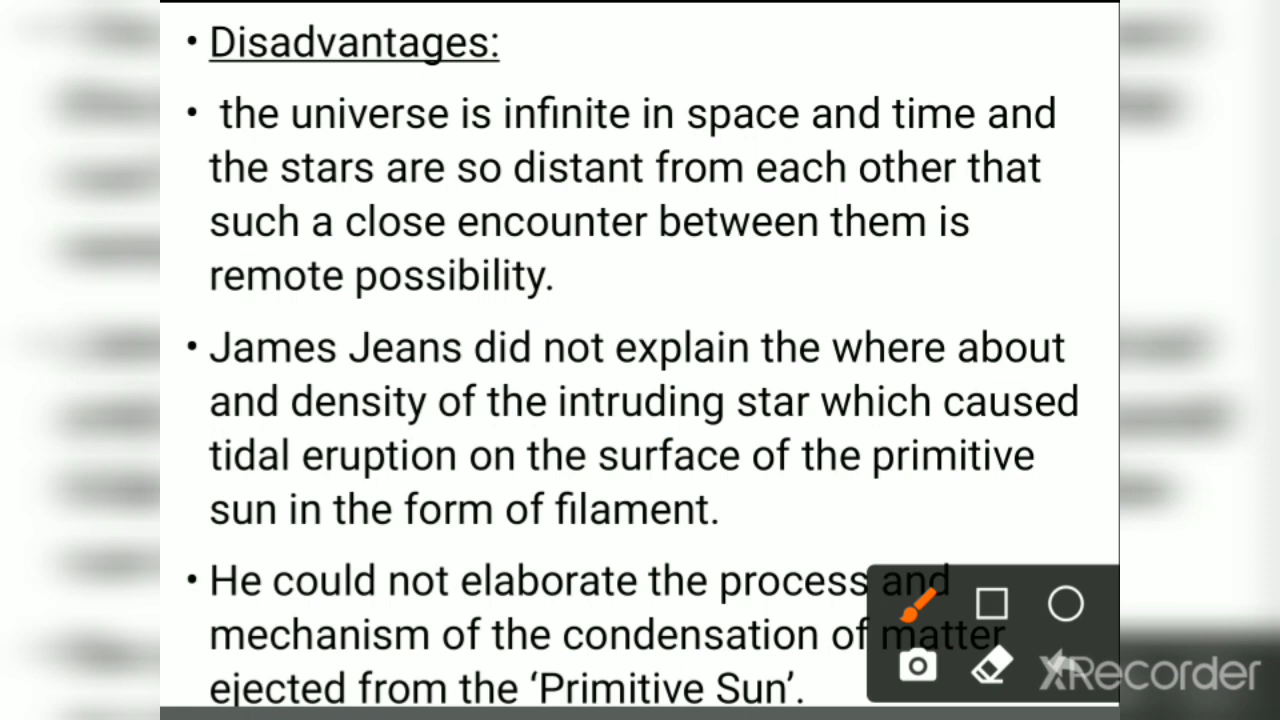 • Disadvantages:
• the universe is infinite in space and time and
the stars are so distant from each other that
such a close encounter between them is
remote possibility.
• James Jeans did not explain the where about
and density of the intruding star which caused
tidal eruption on the surface of the primitive
sun in the form of filament.
• He could not elaborate the process and
mechanism of the condensation of matter
ejected from the ‘Primitive Sun’.
XRecorder